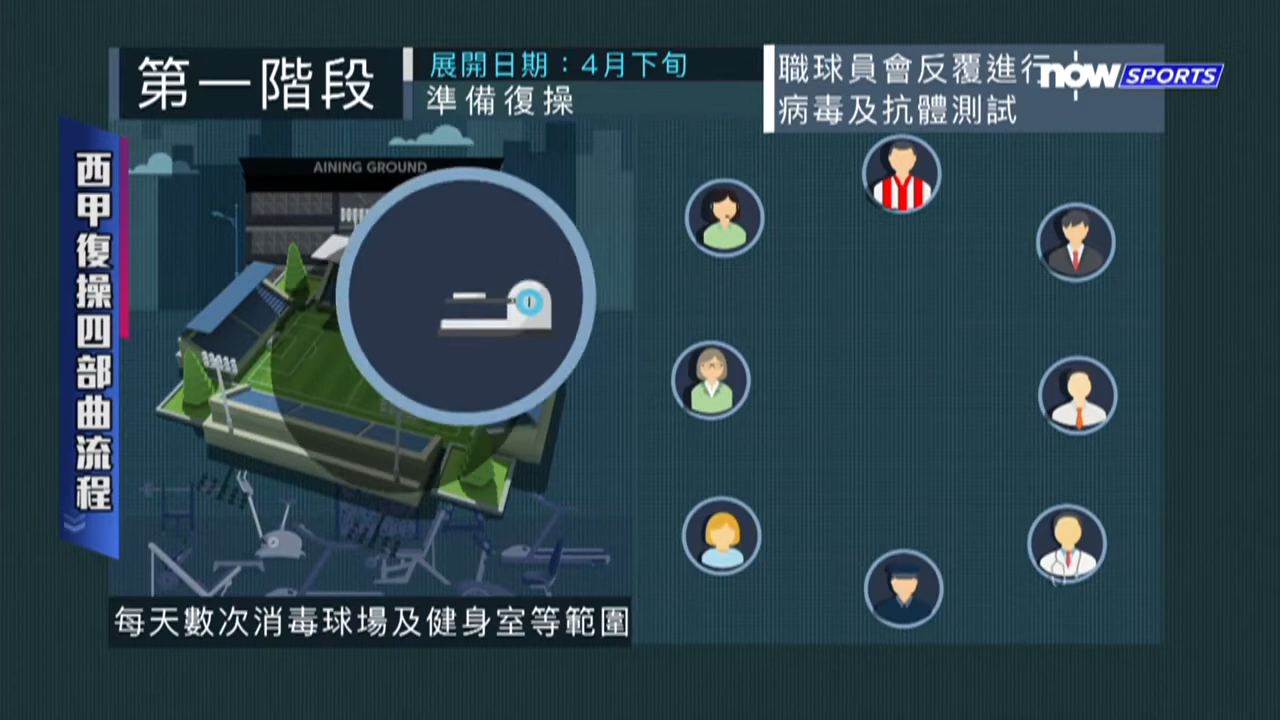 第一階段
展開日期：4月下旬
準備復操
職球員會反覆進行
病毒及抗體測試
now SPORTS
西甲復操四部曲流程
AINING GROUND
每天數次消毒球場及健身室等範圍